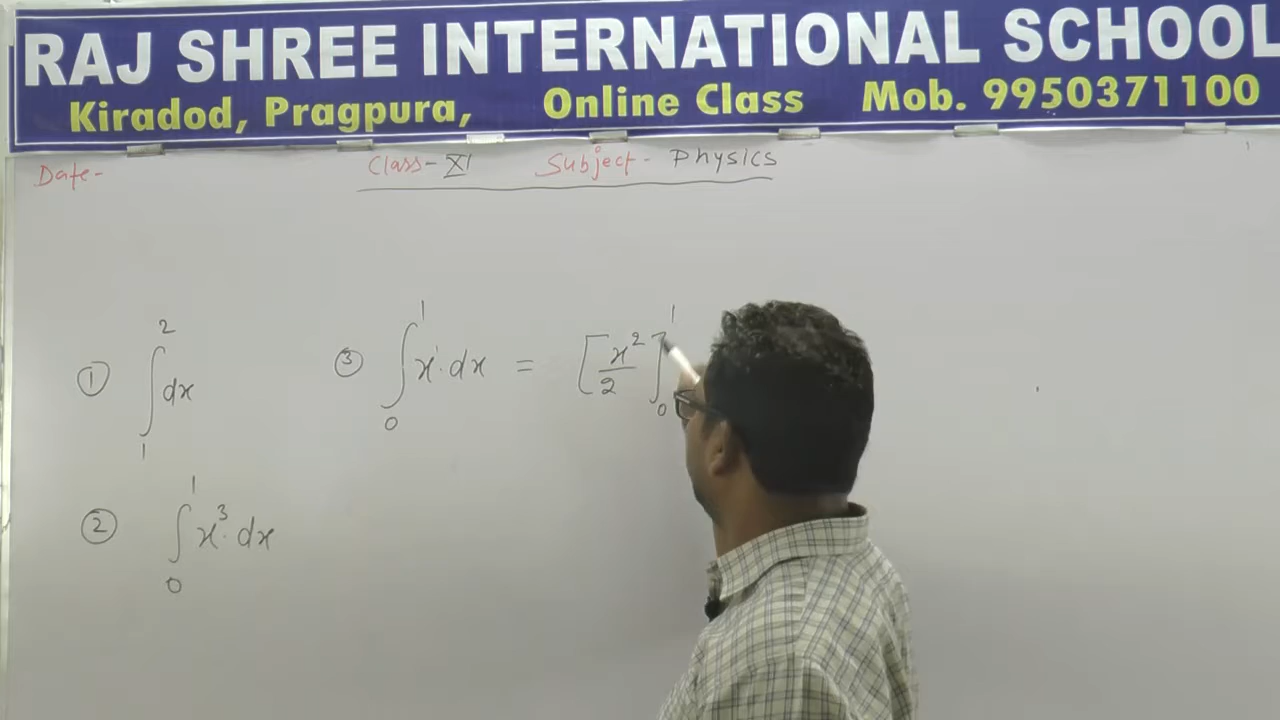 RAJ SHREE INTERNATIONAL SCHOOL
Kiradod, Pragpura, Online Class Mob. 9950371100
Date- Class-XI Subject- Physics
① ∫₁² dx
③ ∫₀¹ x¹·dx = [x²/2]₀¹
② ∫₀¹ x³·dx